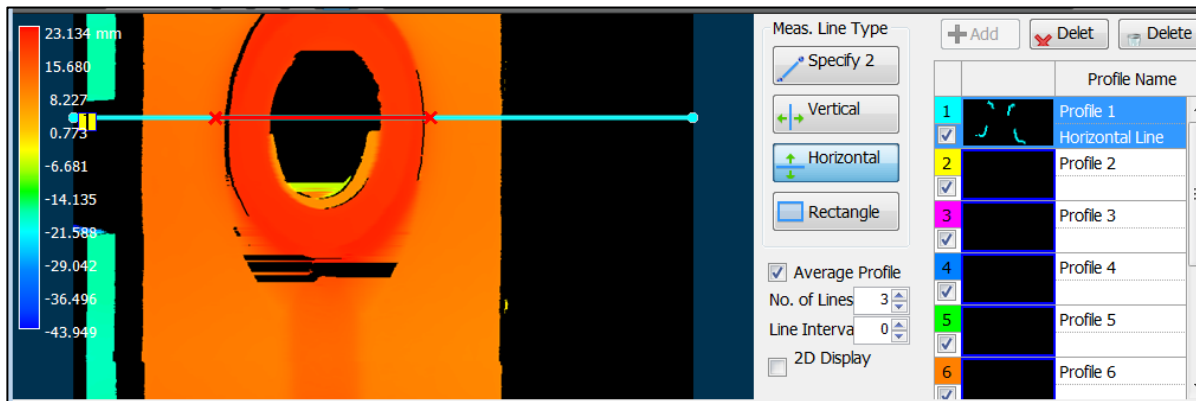 23.134 mm
15.680
8.227
0.773
-6.681
-14.135
-21.588
-29.042
-36.496
-43.949
1
Meas. Line Type
Specify 2
Vertical
Horizontal
Rectangle
Average Profile
No. of Lines 3
Line Interva 0
2D Display
Add Delet Delete
Profile Name
1 Profile 1
Horizontal Line
2 Profile 2
3 Profile 3
4 Profile 4
5 Profile 5
6 Profile 6